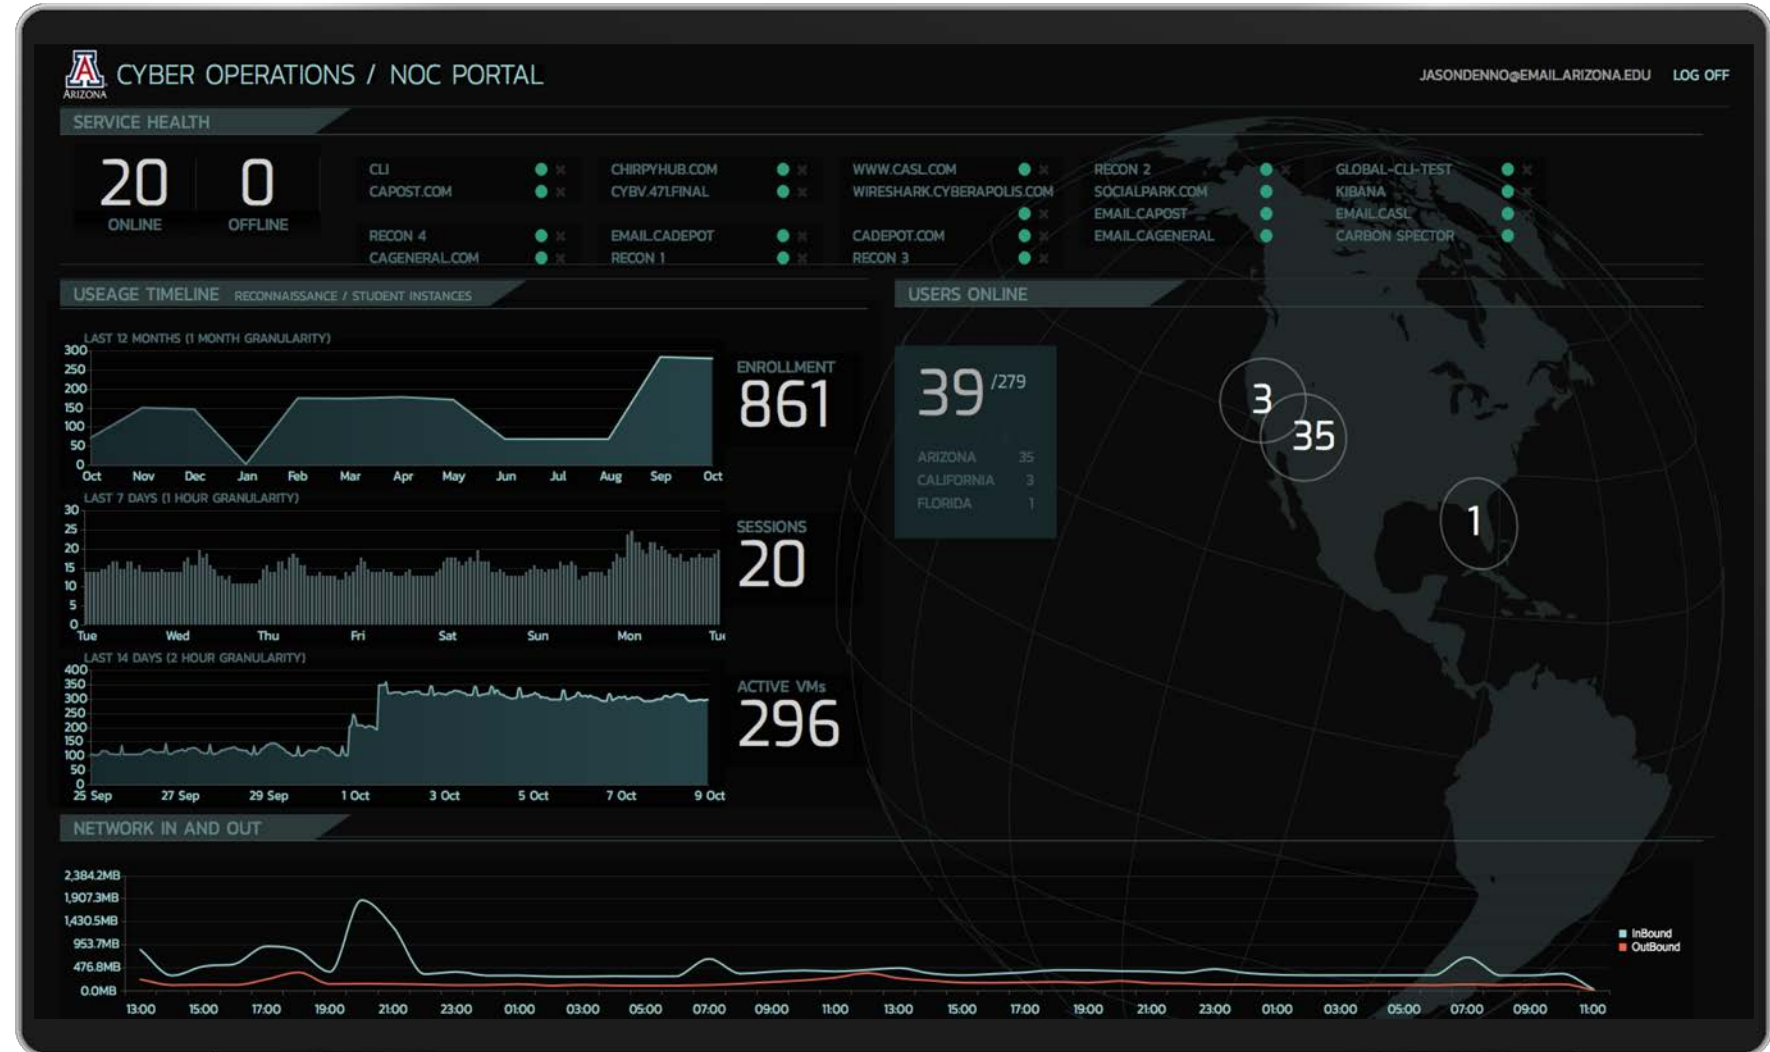 ARIZONA
CYBER OPERATIONS / NOC PORTAL
JASONDENNO@EMAIL.ARIZONA.EDU LOG OFF
SERVICE HEALTH
20 0
ONLINE OFFLINE
CLI
CAPOST.COM
RECON 4
CAGENERAL.COM
CHIRPYHUB.COM
CYBV.471.FINAL
EMAIL.CADEPOT
RECON 1
WWW.CASL.COM
WIRESHARK.CYBERAPOLIS.COM
CADEPOT.COM
RECON 3
RECON 2
SOCIALPARK.COM
EMAIL.CAPOST
EMAIL.CAGENERAL
GLOBAL-CLI-TEST
KIBANA
EMAIL.CASL
CARBON SPECTOR
USEAGE TIMELINE RECONNAISSANCE / STUDENT INSTANCES
LAST 12 MONTHS (1 MONTH GRANULARITY)
300
250
200
150
100
50
0
Oct Nov Dec Jan Feb Mar Apr May Jun Jul Aug Sep Oct
ENROLLMENT
861
LAST 7 DAYS (1 HOUR GRANULARITY)
30
25
20
15
10
5
0
Tue Wed Thu Fri Sat Sun Mon Tue
SESSIONS
20
LAST 14 DAYS (2 HOUR GRANULARITY)
400
350
300
250
200
150
100
50
0
25 Sep 27 Sep 29 Sep 1 Oct 3 Oct 5 Oct 7 Oct 9 Oct
ACTIVE VMs
296
USERS ONLINE
39 /279
ARIZONA 35
CALIFORNIA 3
FLORIDA 1
3
35
1
NETWORK IN AND OUT
2,384.2MB
1,907.3MB
1,430.5MB
953.7MB
476.8MB
0.0MB
13:00 15:00 17:00 19:00 21:00 23:00 01:00 03:00 05:00 07:00 09:00 11:00 13:00 15:00 17:00 19:00 21:00 23:00 01:00 03:00 05:00 07:00 09:00 11:00
InBound
OutBound